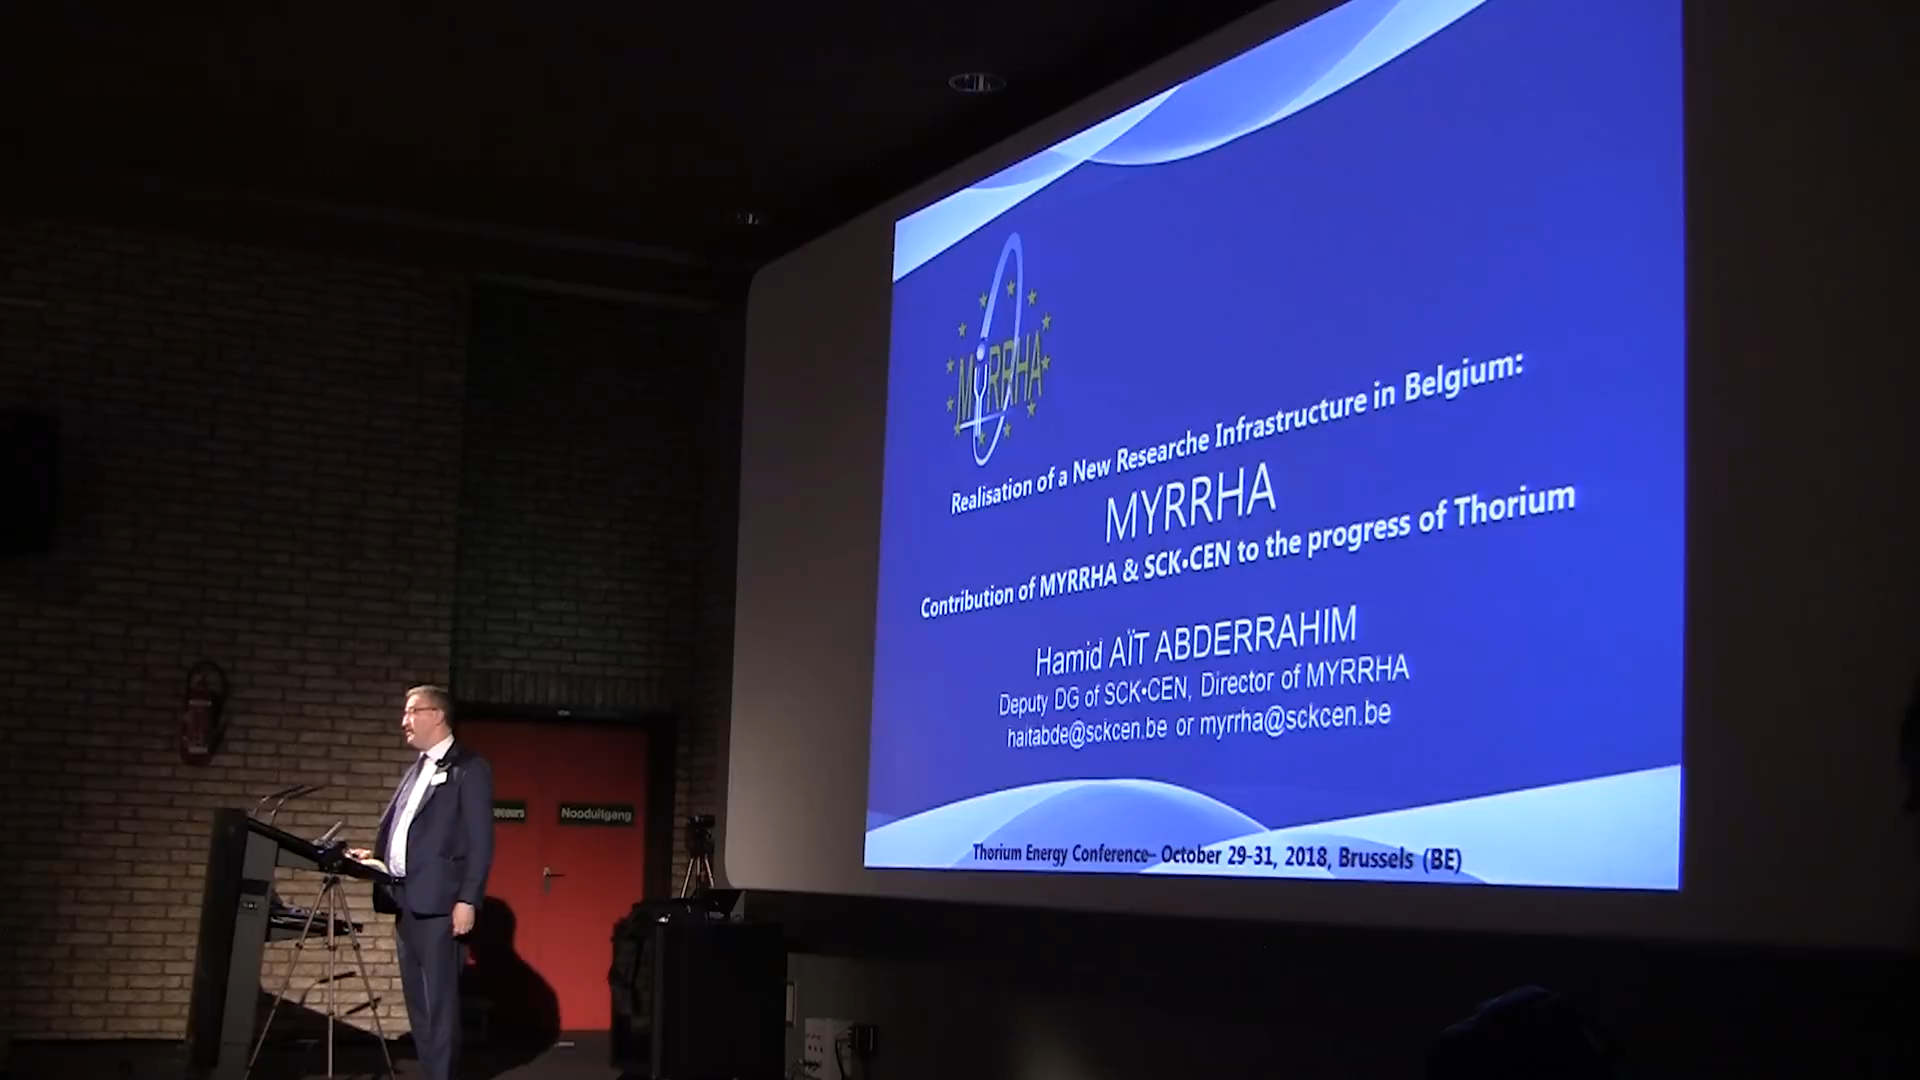 MYRRHA
Realisation of a New Researche Infrastructure in Belgium:
MYRRHA
Contribution of MYRRHA & SCK•CEN to the progress of Thorium
Hamid AÏT ABDERRAHIM
Deputy DG of SCK•CEN, Director of MYRRHA
haitabde@sckcen.be or myrrha@sckcen.be
Thorium Energy Conference– October 29-31, 2018, Brussels (BE)
Nooduitgang